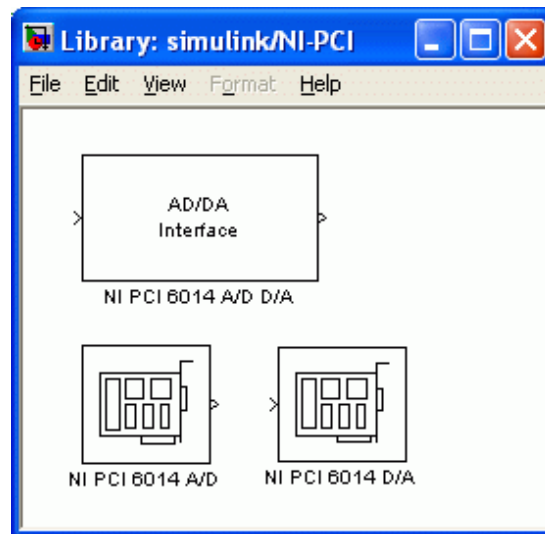 Library: simulink/NI-PCI
File Edit View Format Help
AD/DA
Interface
NI PCI 6014 A/D D/A
NI PCI 6014 A/D
NI PCI 6014 D/A